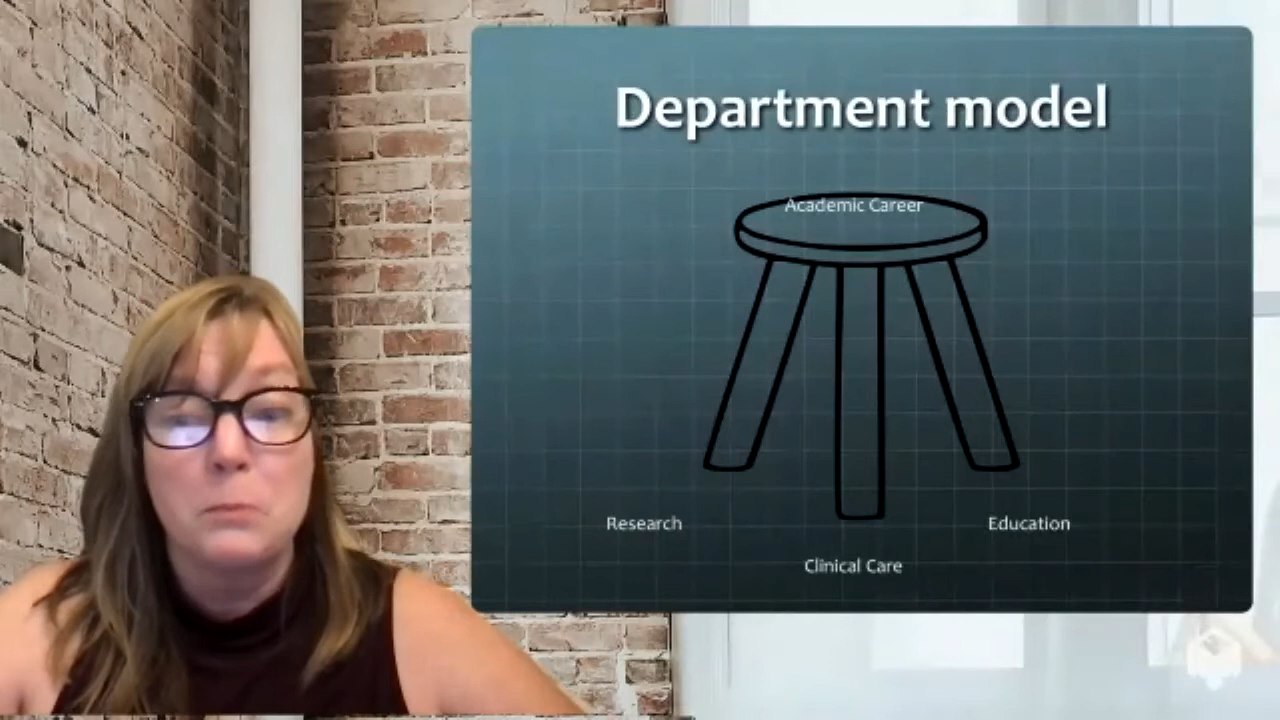 Department model
Academic Career
Research
Education
Clinical Care